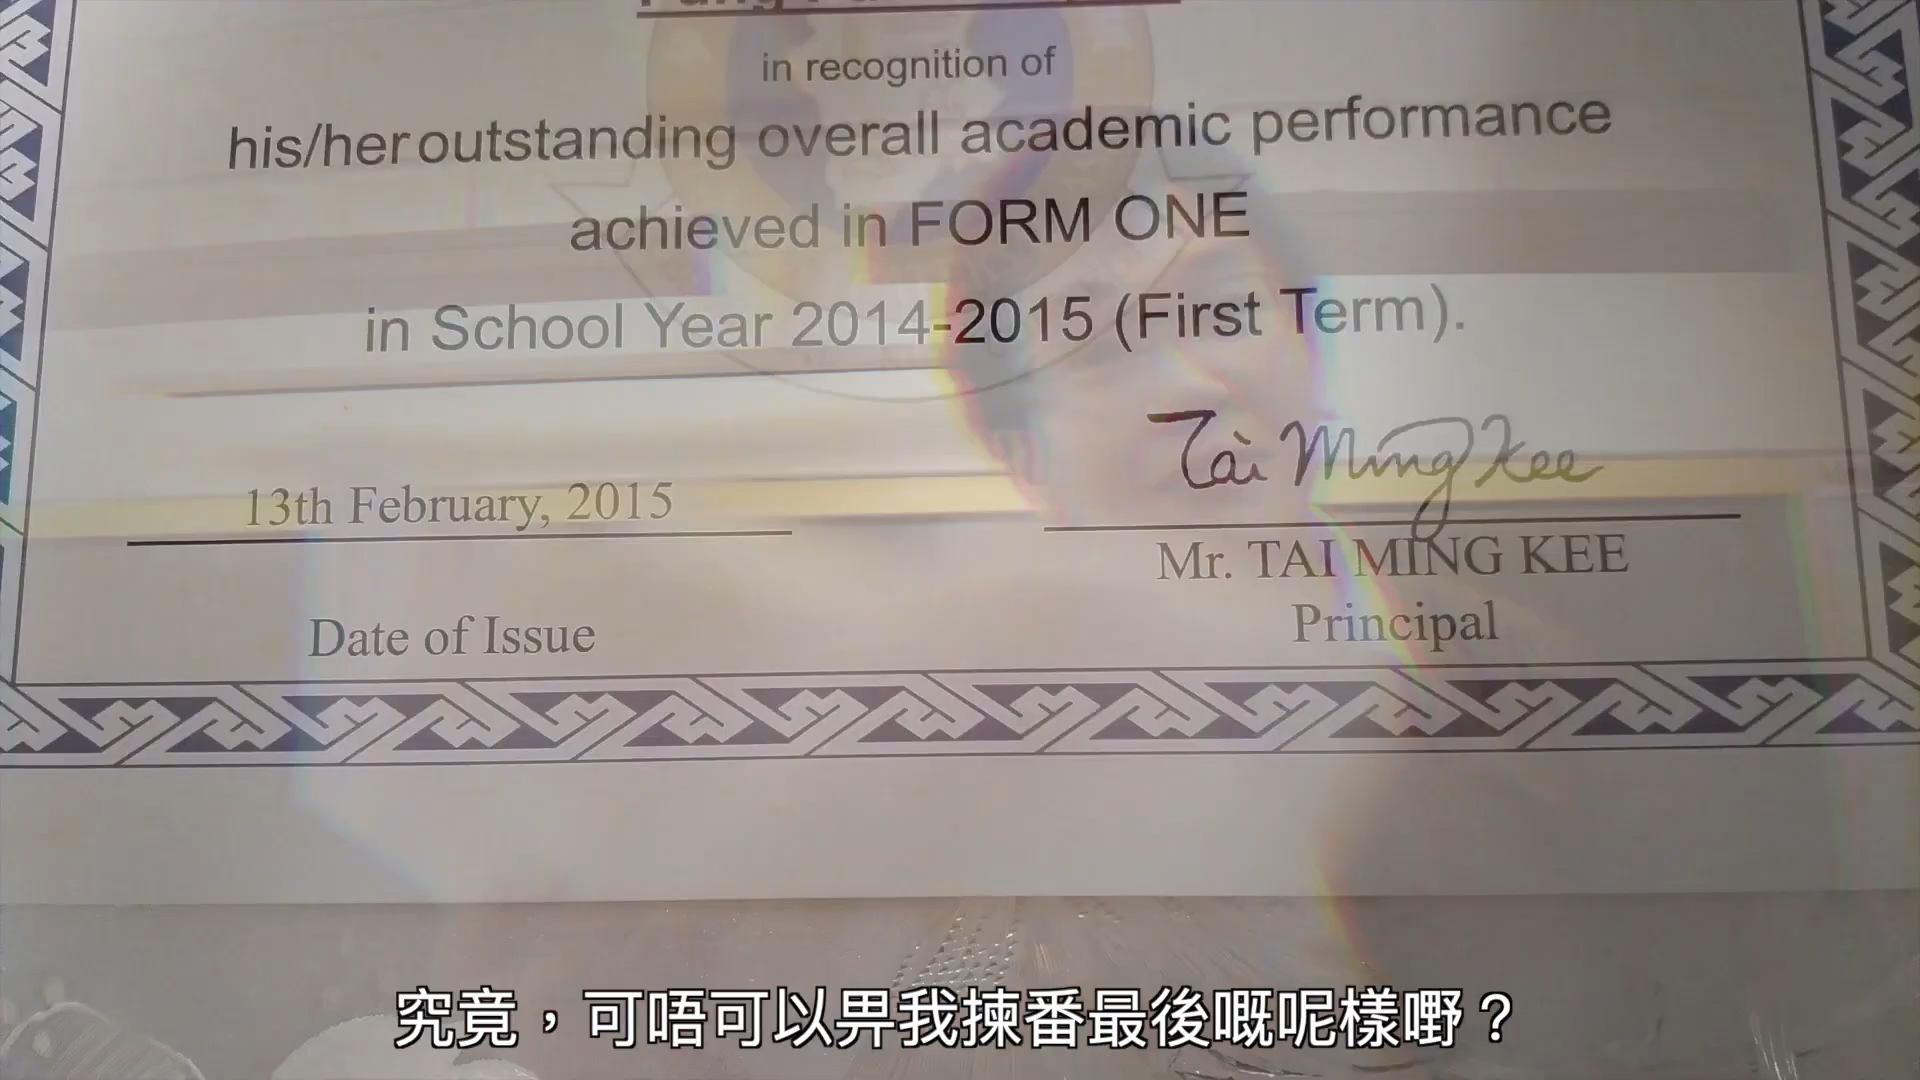 in recognition of
his/her outstanding overall academic performance
achieved in FORM ONE
in School Year 2014-2015 (First Term).
Tai Ming Kee
13th February, 2015
Mr. TAI MING KEE
Date of Issue
Principal
究竟，可唔可以畀我揀番最後嘅呢樣嘢？